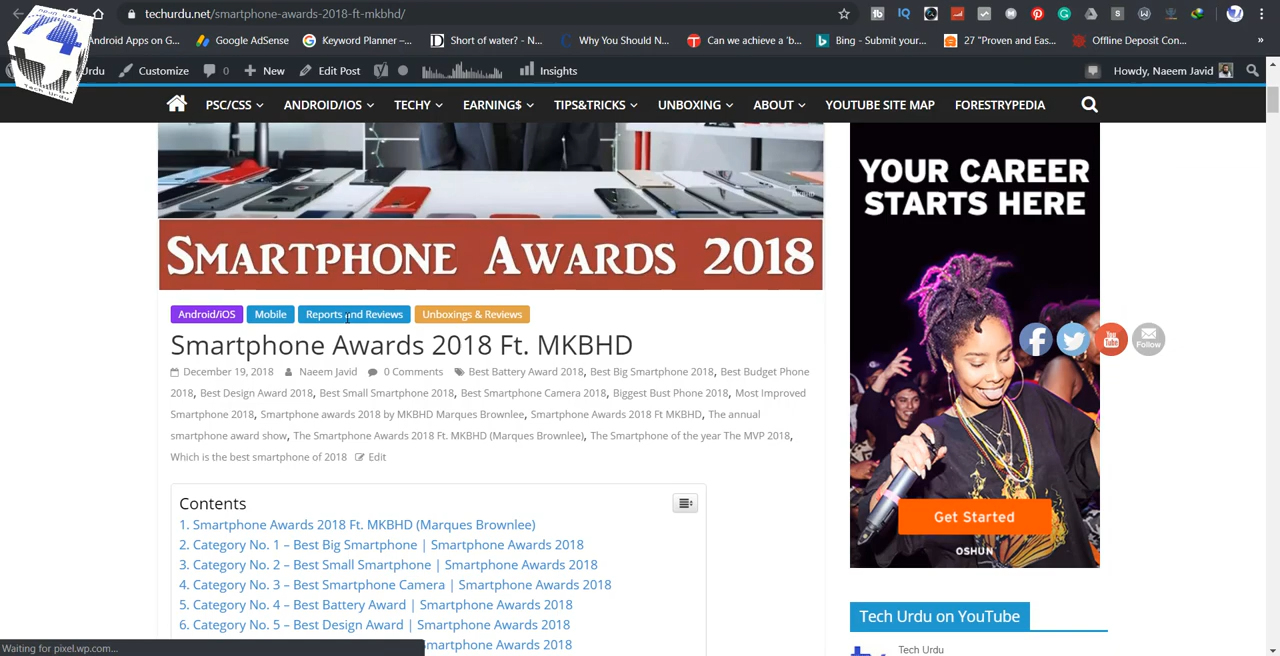 techurdu.net/smartphone-awards-2018-ft-mkbhd/
Android Apps on G...
Google AdSense
Keyword Planner –...
Short of water? - N...
Why You Should N...
Can we achieve a 'b...
Bing - Submit your...
27 "Proven and Eas...
Offline Deposit Con...
»
Urdu
Customize
0
New
Edit Post
Insights
Howdy, Naeem Javid
Tech Urdu
PSC/CSS
ANDROID/IOS
TECHY
EARNING$
TIPS&TRICKS
UNBOXING
ABOUT
YOUTUBE SITE MAP
FORESTRYPEDIA
MKBHD
SMARTPHONE AWARDS 2018
Android/iOS
Mobile
Reports and Reviews
Unboxings & Reviews
Smartphone Awards 2018 Ft. MKBHD
December 19, 2018 Naeem Javid 0 Comments Best Battery Award 2018, Best Big Smartphone 2018, Best Budget Phone
2018, Best Design Award 2018, Best Small Smartphone 2018, Best Smartphone Camera 2018, Biggest Bust Phone 2018, Most Improved
Smartphone 2018, Smartphone awards 2018 by MKBHD Marques Brownlee, Smartphone Awards 2018 Ft MKBHD, The annual
smartphone award show, The Smartphone Awards 2018 Ft. MKBHD (Marques Brownlee), The Smartphone of the year The MVP 2018,
Which is the best smartphone of 2018 Edit
Contents
1. Smartphone Awards 2018 Ft. MKBHD (Marques Brownlee)
2. Category No. 1 – Best Big Smartphone | Smartphone Awards 2018
3. Category No. 2 – Best Small Smartphone | Smartphone Awards 2018
4. Category No. 3 – Best Smartphone Camera | Smartphone Awards 2018
5. Category No. 4 – Best Battery Award | Smartphone Awards 2018
6. Category No. 5 – Best Design Award | Smartphone Awards 2018
Smartphone Awards 2018
Waiting for pixel.wp.com...
YOUR CAREER
STARTS HERE
Get Started
OSHUN
You
Tube
Follow
Tech Urdu on YouTube
Tech Urdu